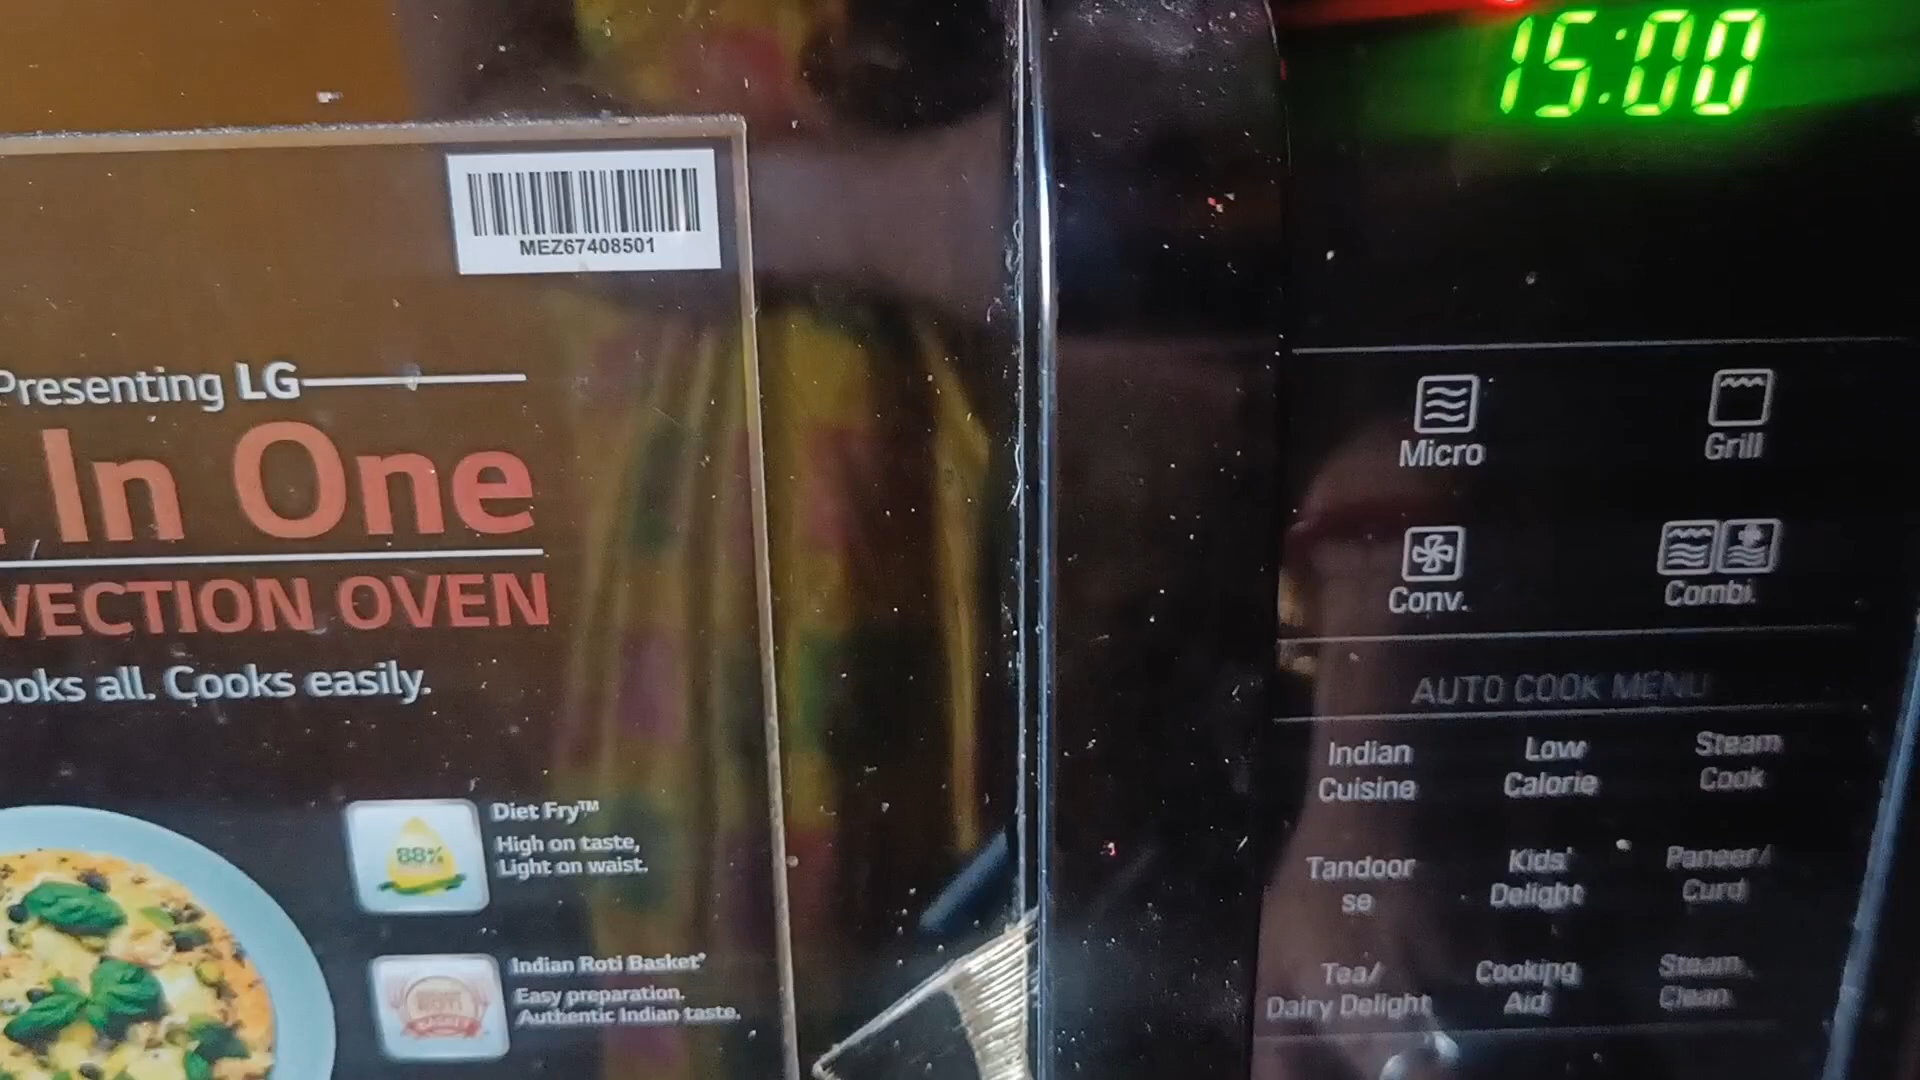 15:00
MEZ67408501
Presenting LG
In One
VECTION OVEN
ooks all. Cooks easily.
88%
Diet Fry™
High on taste,
Light on waist.
Indian Roti Basket*
Easy preparation.
Authentic Indian taste.
Micro
Grill
Conv.
Combi.
AUTO COOK MENU
Indian
Cuisine
Low
Calorie
Steam
Cook
Tandoor
se
Kids'
Delight
Paneer/
Curd
Tea/
Dairy Delight
Cooking
Aid
Steam
Clean